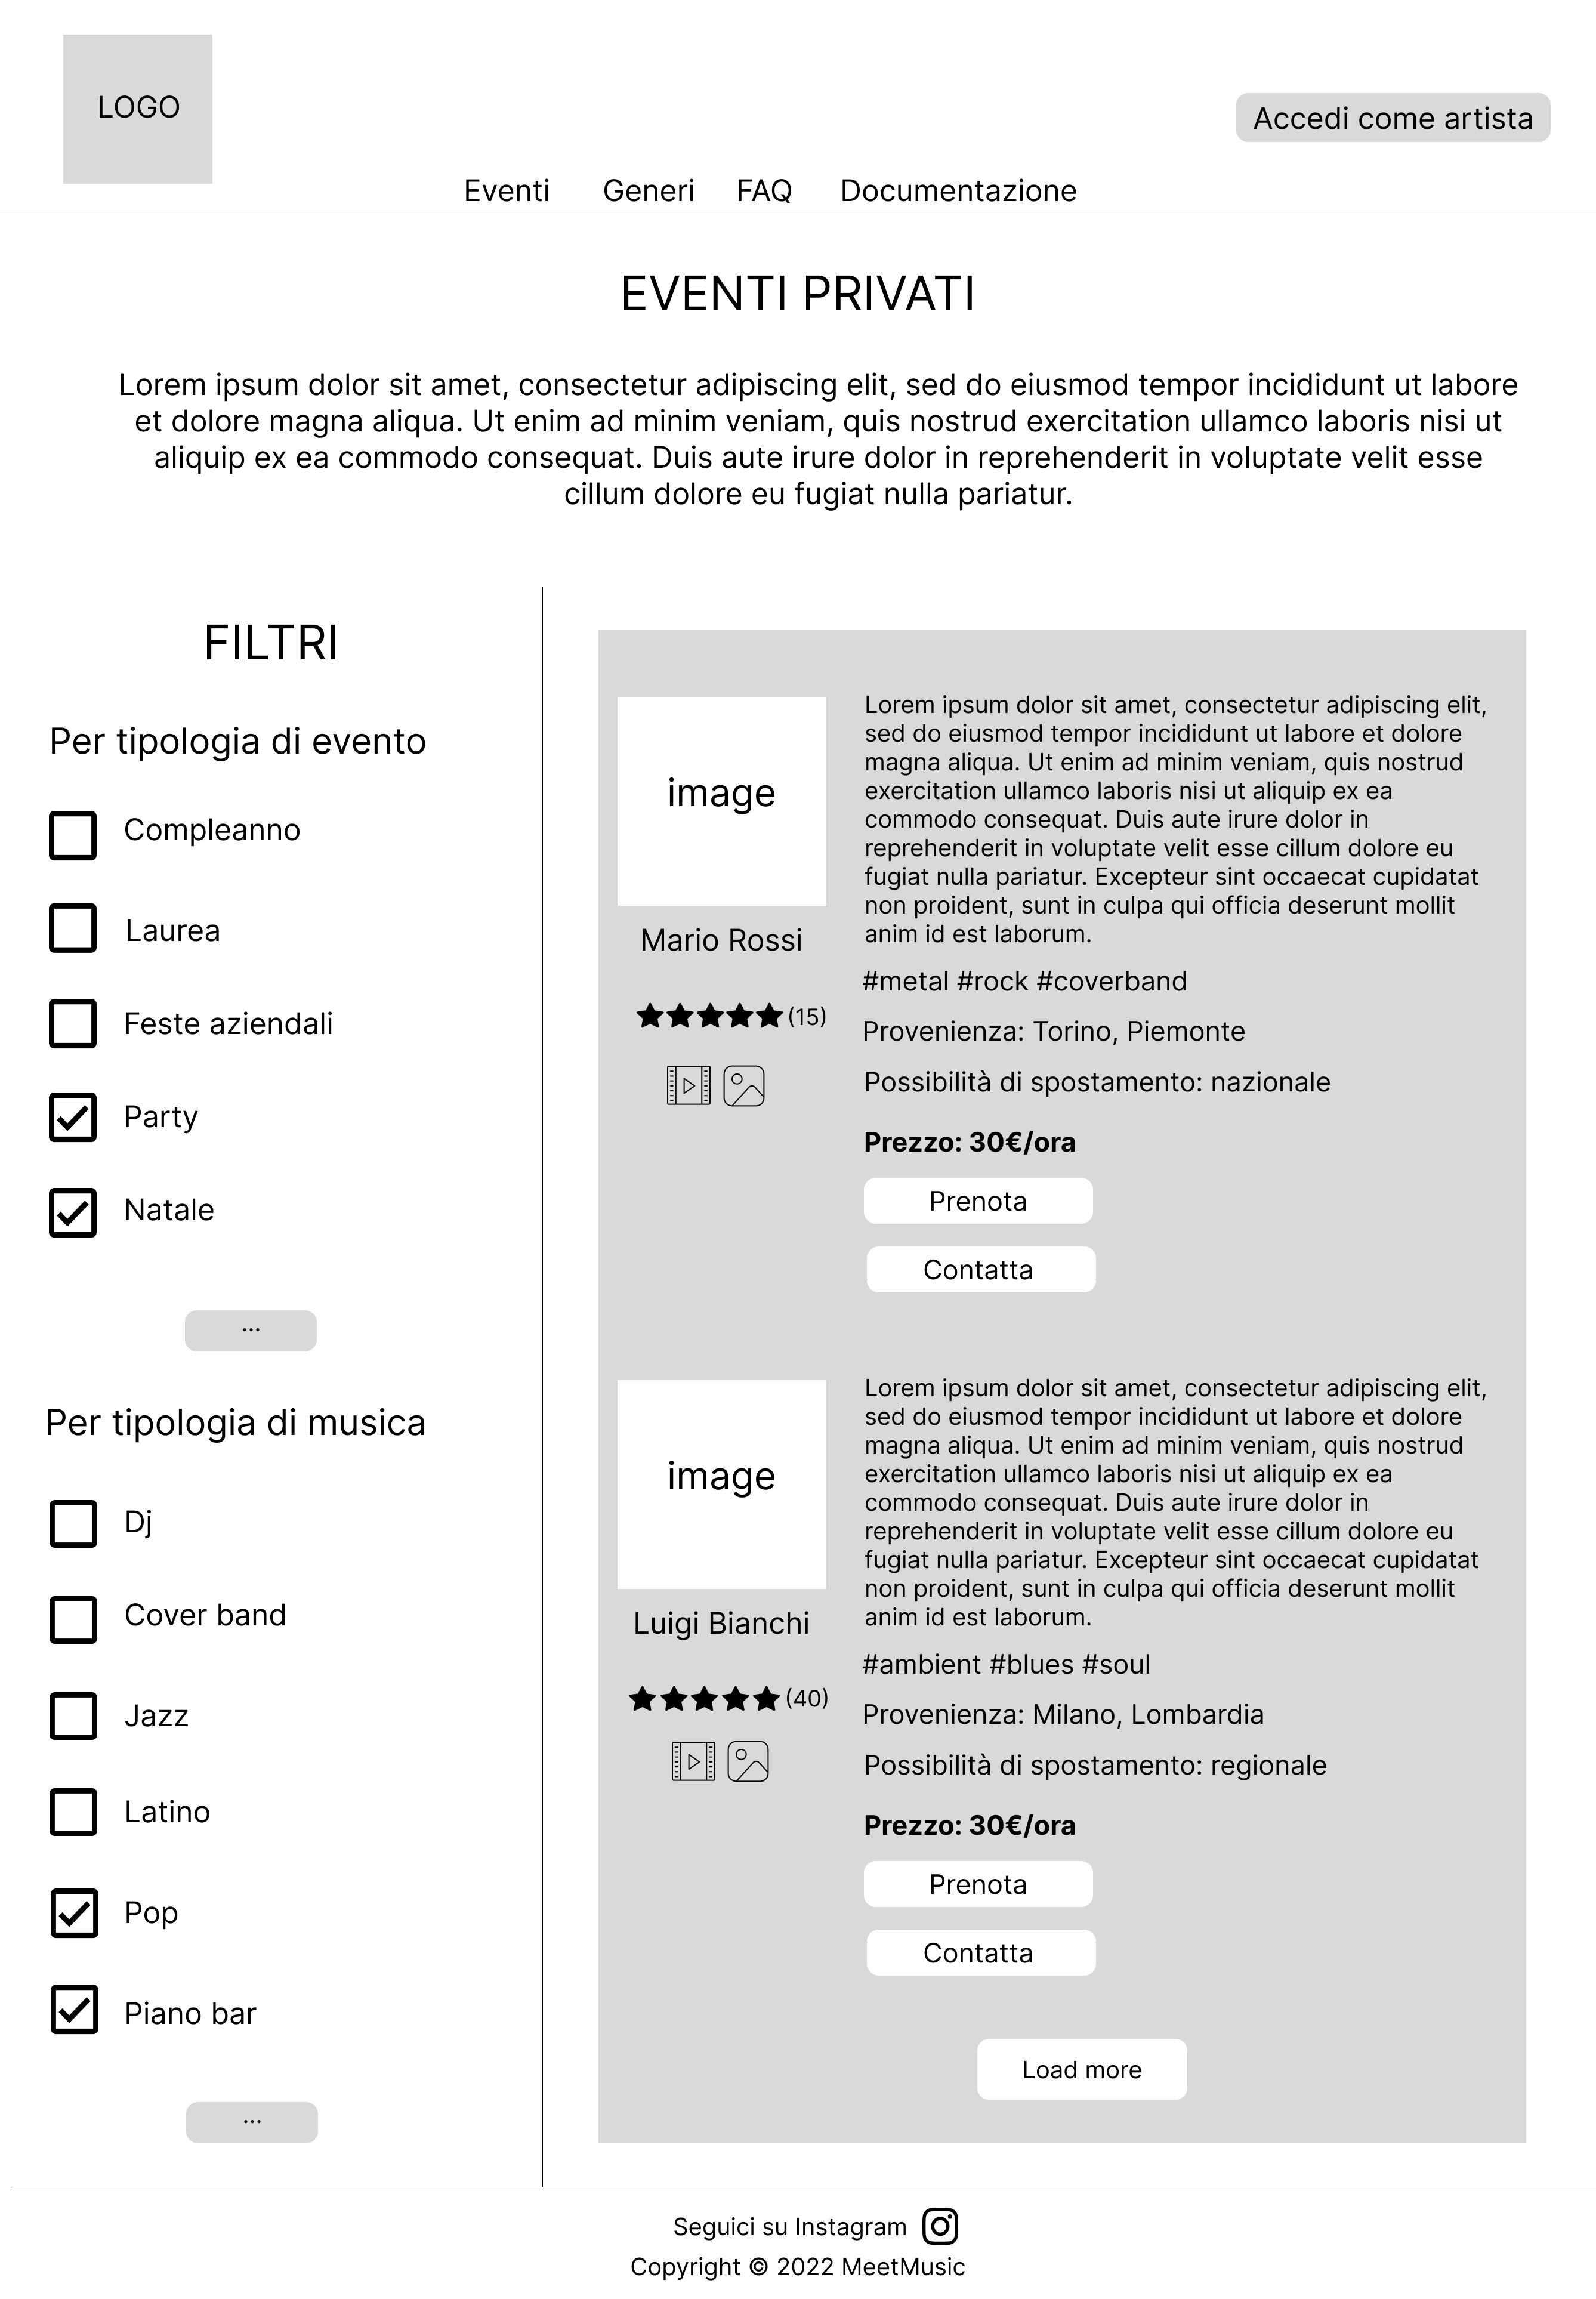 LOGO
Accedi come artista
Eventi Generi FAQ Documentazione
EVENTI PRIVATI
Lorem ipsum dolor sit amet, consectetur adipiscing elit, sed do eiusmod tempor incididunt ut labore
et dolore magna aliqua. Ut enim ad minim veniam, quis nostrud exercitation ullamco laboris nisi ut
aliquip ex ea commodo consequat. Duis aute irure dolor in reprehenderit in voluptate velit esse
cillum dolore eu fugiat nulla pariatur.
FILTRI
Per tipologia di evento
Compleanno
Laurea
Feste aziendali
Party
Natale
...
Per tipologia di musica
Dj
Cover band
Jazz
Latino
Pop
Piano bar
...
image
Mario Rossi
(15)
Lorem ipsum dolor sit amet, consectetur adipiscing elit,
sed do eiusmod tempor incididunt ut labore et dolore
magna aliqua. Ut enim ad minim veniam, quis nostrud
exercitation ullamco laboris nisi ut aliquip ex ea
commodo consequat. Duis aute irure dolor in
reprehenderit in voluptate velit esse cillum dolore eu
fugiat nulla pariatur. Excepteur sint occaecat cupidatat
non proident, sunt in culpa qui officia deserunt mollit
anim id est laborum.
#metal #rock #coverband
Provenienza: Torino, Piemonte
Possibilità di spostamento: nazionale
Prezzo: 30€/ora
Prenota
Contatta
image
Luigi Bianchi
(40)
Lorem ipsum dolor sit amet, consectetur adipiscing elit,
sed do eiusmod tempor incididunt ut labore et dolore
magna aliqua. Ut enim ad minim veniam, quis nostrud
exercitation ullamco laboris nisi ut aliquip ex ea
commodo consequat. Duis aute irure dolor in
reprehenderit in voluptate velit esse cillum dolore eu
fugiat nulla pariatur. Excepteur sint occaecat cupidatat
non proident, sunt in culpa qui officia deserunt mollit
anim id est laborum.
#ambient #blues #soul
Provenienza: Milano, Lombardia
Possibilità di spostamento: regionale
Prezzo: 30€/ora
Prenota
Contatta
Load more
Seguici su Instagram
Copyright © 2022 MeetMusic